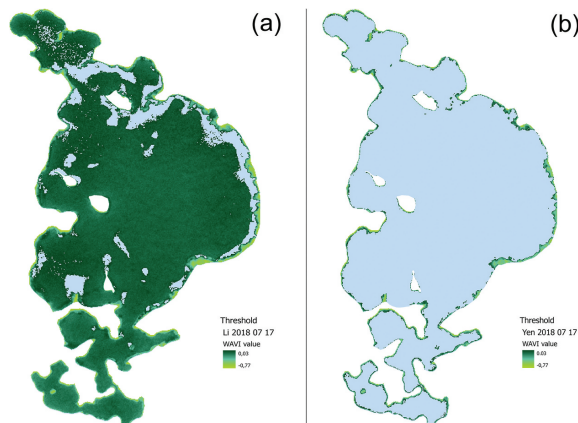 (a)
Threshold
Li 2018 07 17
WAVI value
0,03
-0,77
(b)
Threshold
Yen 2018 07 17
WAVI value
0.03
-0,77